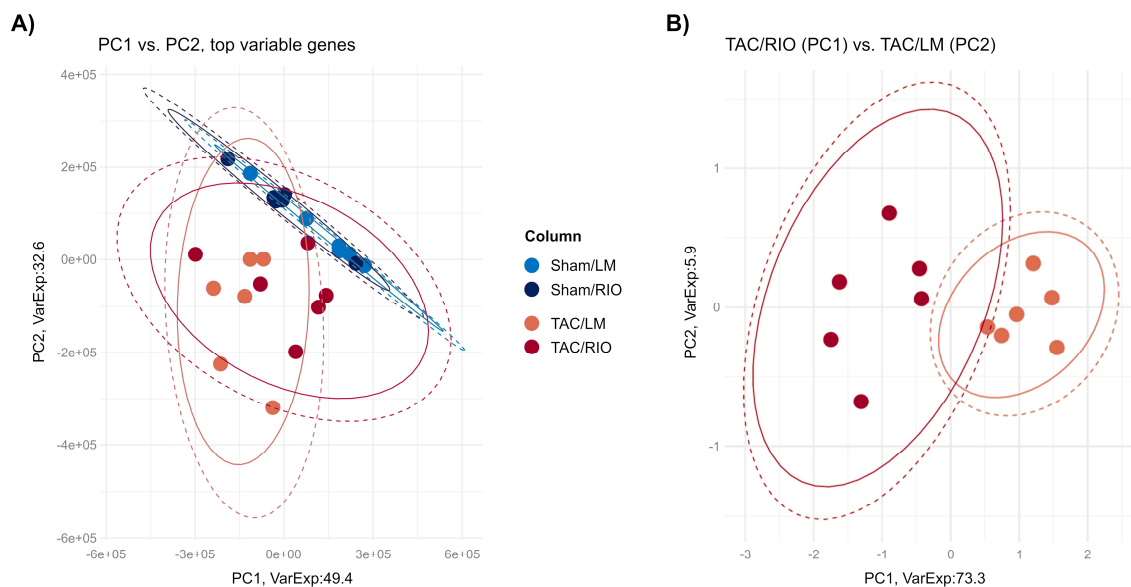 A)
PC1 vs. PC2, top variable genes
4e+05
2e+05
0e+00
-2e+05
-4e+05
-6e+05
PC2, VarExp:32.6
-6e+05 -3e+05 0e+00 3e+05 6e+05
PC1, VarExp:49.4
Column
Sham/LM
Sham/RIO
TAC/LM
TAC/RIO
B)
TAC/RIO (PC1) vs. TAC/LM (PC2)
1
0
-1
PC2, VarExp:5.9
-3 -2 -1 0 1 2
PC1, VarExp:73.3